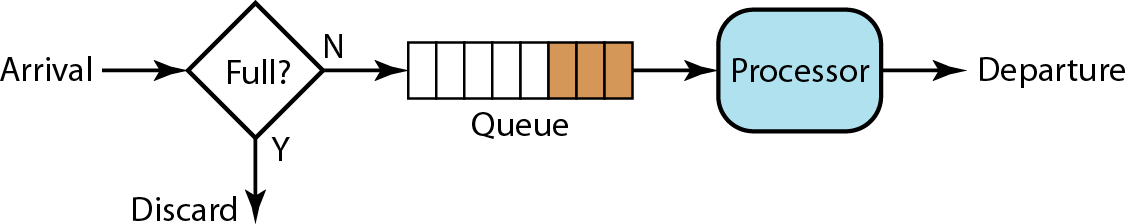 Arrival
Full?
N
Y
Discard
Queue
Processor
Departure